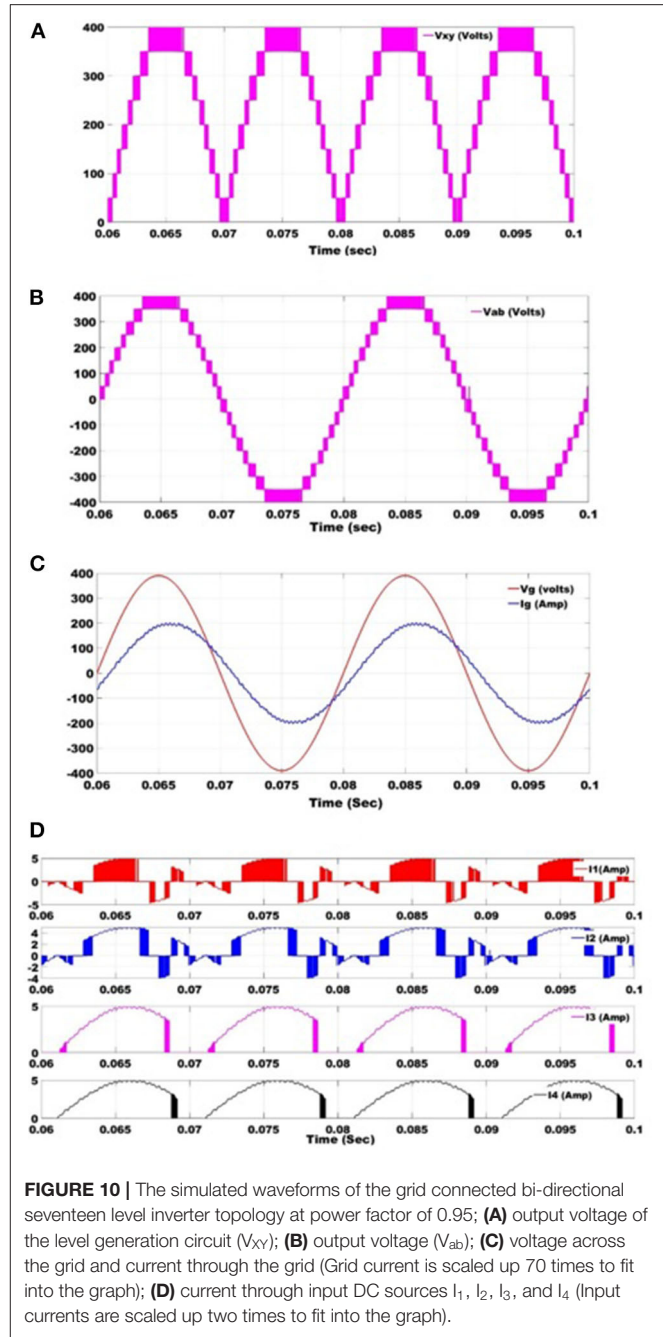 A
Vxy (Volts)
400
300
200
100
0
0.06 0.065 0.07 0.075 0.08 0.085 0.09 0.095 0.1
Time (sec)
B
Vab (Volts)
400
300
200
100
0
-100
-200
-300
-400
0.06 0.065 0.07 0.075 0.08 0.085 0.09 0.095 0.1
Time (sec)
C
Vg (volts)
Ig (Amp)
400
300
200
100
0
-100
-200
-300
-400
0.06 0.065 0.07 0.075 0.08 0.085 0.09 0.095 0.1
Time (Sec)
D
I1(Amp)
5
0
-5
0.06 0.065 0.07 0.075 0.08 0.085 0.09 0.095 0.1
I2 (Amp)
4
2
0
-2
-4
0.06 0.065 0.07 0.075 0.08 0.085 0.09 0.095 0.1
I3 (Amp)
5
0
0.06 0.065 0.07 0.075 0.08 0.085 0.09 0.095 0.1
I4 (Amp)
5
0
0.06 0.065 0.07 0.075 0.08 0.085 0.09 0.095 0.1
Time (Sec)
FIGURE 10 | The simulated waveforms of the grid connected bi-directional
seventeen level inverter topology at power factor of 0.95; (A) output voltage of
the level generation circuit (VXY); (B) output voltage (Vab); (C) voltage across
the grid and current through the grid (Grid current is scaled up 70 times to fit
into the graph); (D) current through input DC sources I1, I2, I3, and I4 (Input
currents are scaled up two times to fit into the graph).